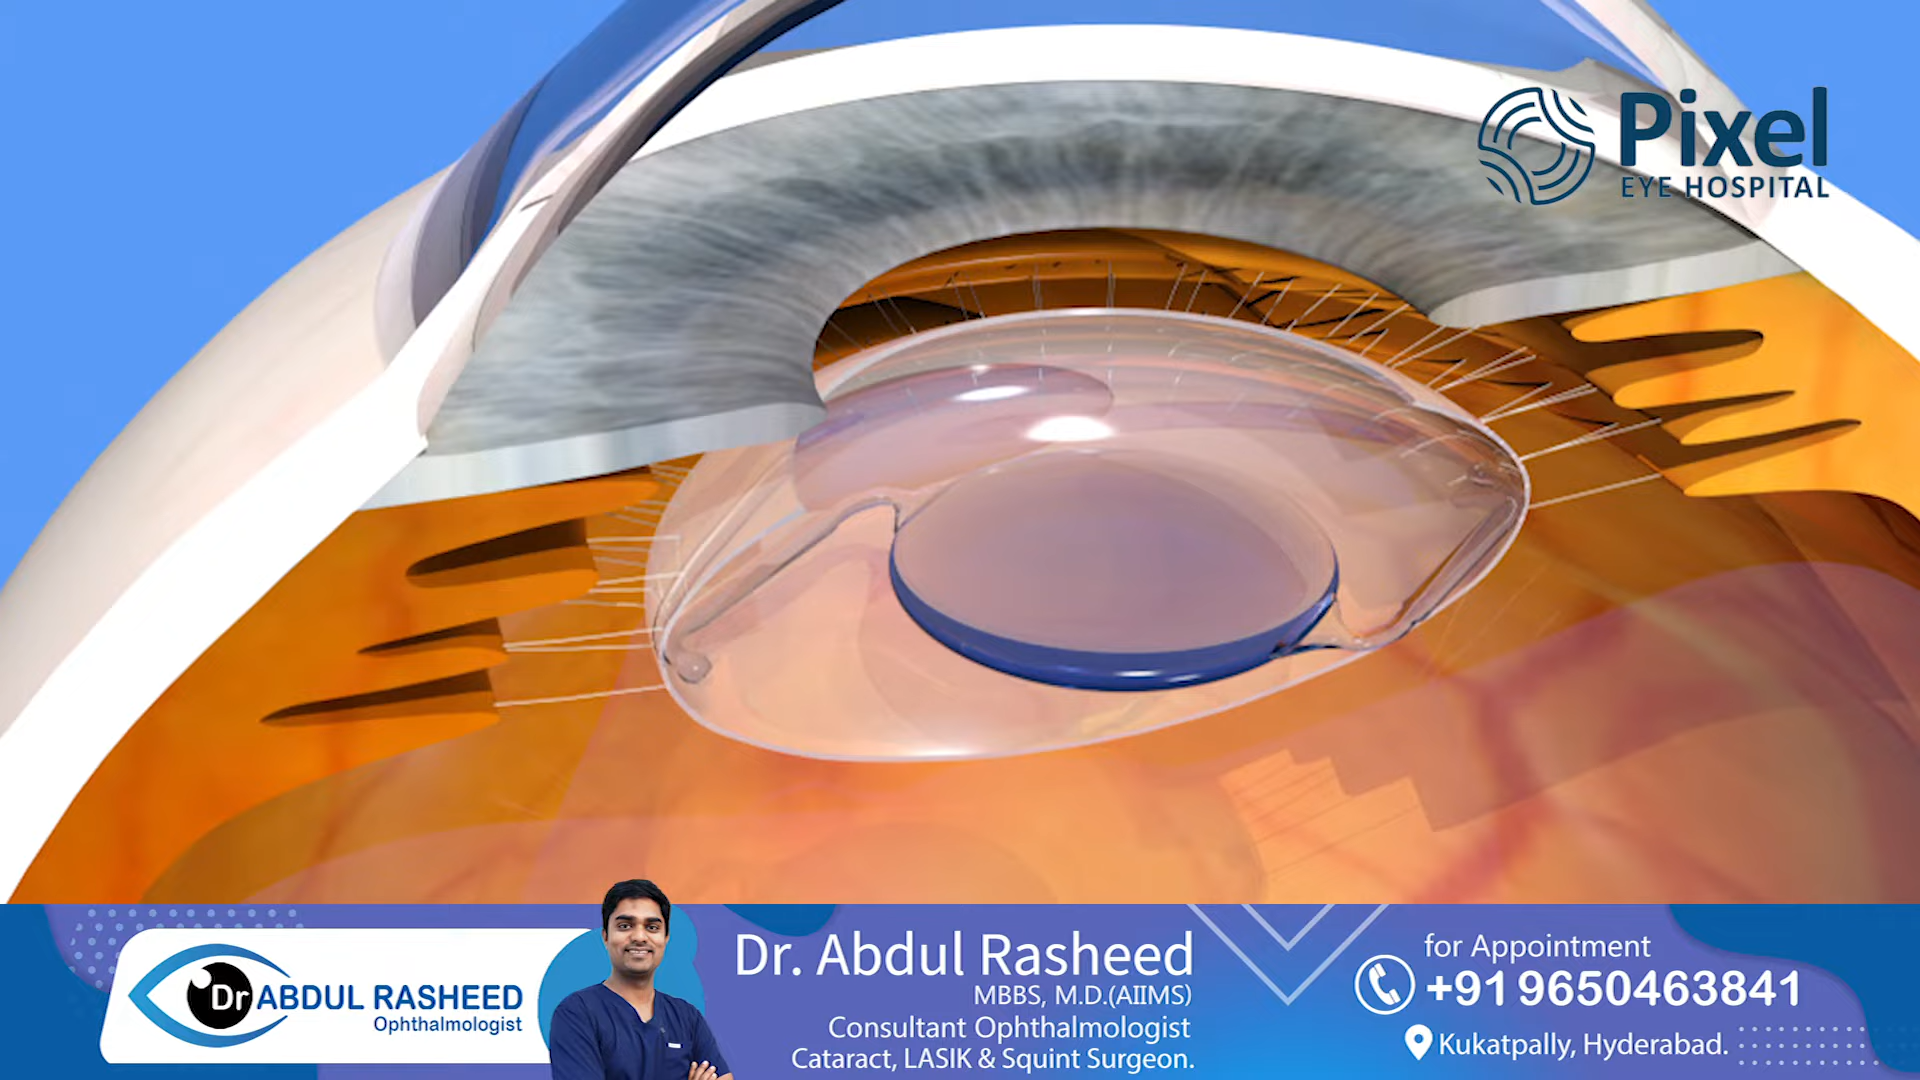 Pixel
EYE HOSPITAL
Dr ABDUL RASHEED
Ophthalmologist
Dr. Abdul Rasheed
MBBS, M.D.(AIIMS)
Consultant Ophthalmologist
Cataract, LASIK & Squint Surgeon.
for Appointment
+91 9650463841
Kukatpally, Hyderabad.